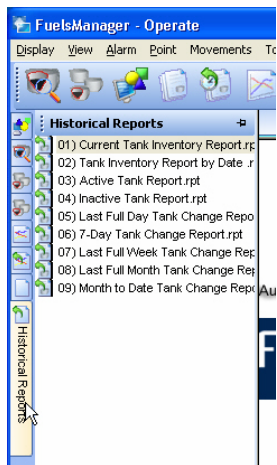 FuelsManager - Operate
Display View Alarm Point Movements
Historical Reports
01) Current Tank Inventory Report.rp
02) Tank Inventory Report by Date .r
03) Active Tank Report.rpt
04) Inactive Tank Report.rpt
05) Last Full Day Tank Change Repo
06) 7-Day Tank Change Report.rpt
07) Last Full Week Tank Change Rep
08) Last Full Month Tank Change Rep
09) Month to Date Tank Change Repo
Historical Reports